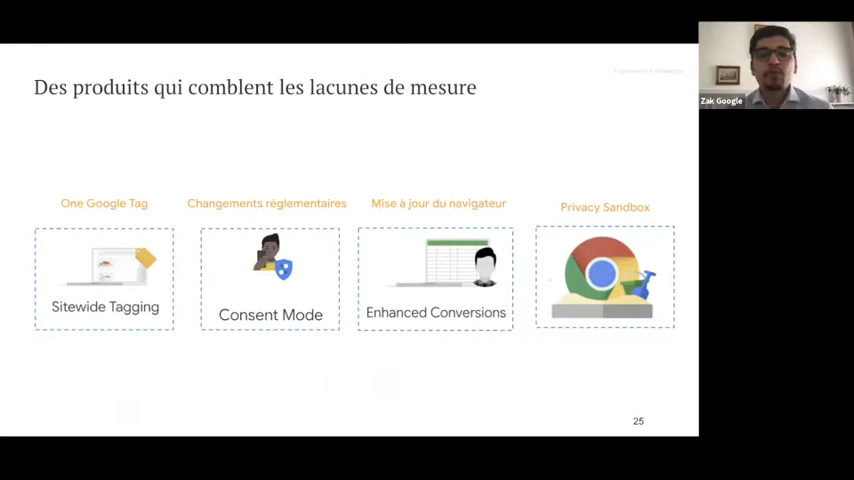 Des produits qui comblent les lacunes de mesure
Zak Google
One Google Tag
Changements réglementaires
Mise à jour du navigateur
Privacy Sandbox
Sitewide Tagging
Consent Mode
Enhanced Conversions
25